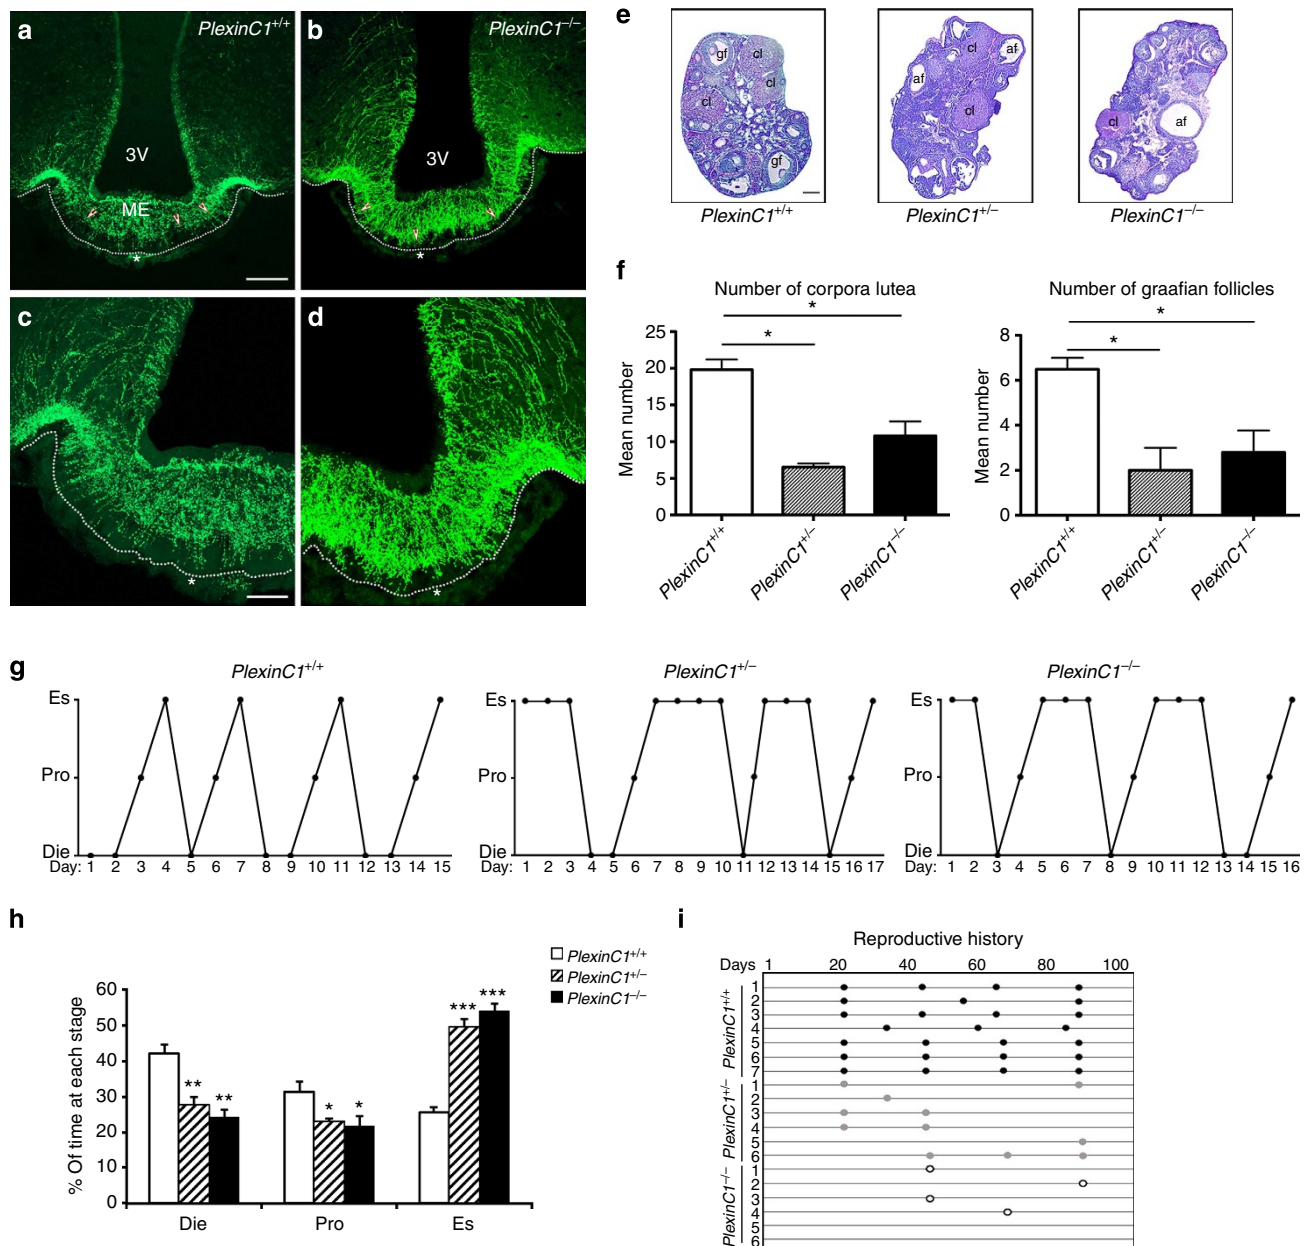 a PlexinC1+/+
b PlexinC1−/−
3V
ME
*
3V
*
c
*
d
*
e
gf cl cl cl gf
cl af af cl
cl af
PlexinC1+/+ PlexinC1+/− PlexinC1−/−
f
Number of corpora lutea
* *
Mean number
25
20
15
10
5
0
PlexinC1+/+ PlexinC1+/− PlexinC1−/−
Number of graafian follicles
* *
Mean number
8
6
4
2
0
PlexinC1+/+ PlexinC1+/− PlexinC1−/−
g
PlexinC1+/+
Es
Pro
Die
Day: 1 2 3 4 5 6 7 8 9 10 11 12 13 14 15
PlexinC1+/−
Es
Pro
Die
Day: 1 2 3 4 5 6 7 8 9 10 11 12 13 14 15 16 17
PlexinC1−/−
Es
Pro
Die
Day: 1 2 3 4 5 6 7 8 9 10 11 12 13 14 15 16
h
PlexinC1+/+
PlexinC1+/−
PlexinC1−/−
% Of time at each stage
60
50
40
30
20
10
0
** **
* *
*** ***
Die Pro Es
i
Reproductive history
Days 1 20 40 60 80 100
PlexinC1+/+
1
2
3
4
5
6
7
PlexinC1+/−
1
2
3
4
5
6
PlexinC1−/−
1
2
3
4
5
6